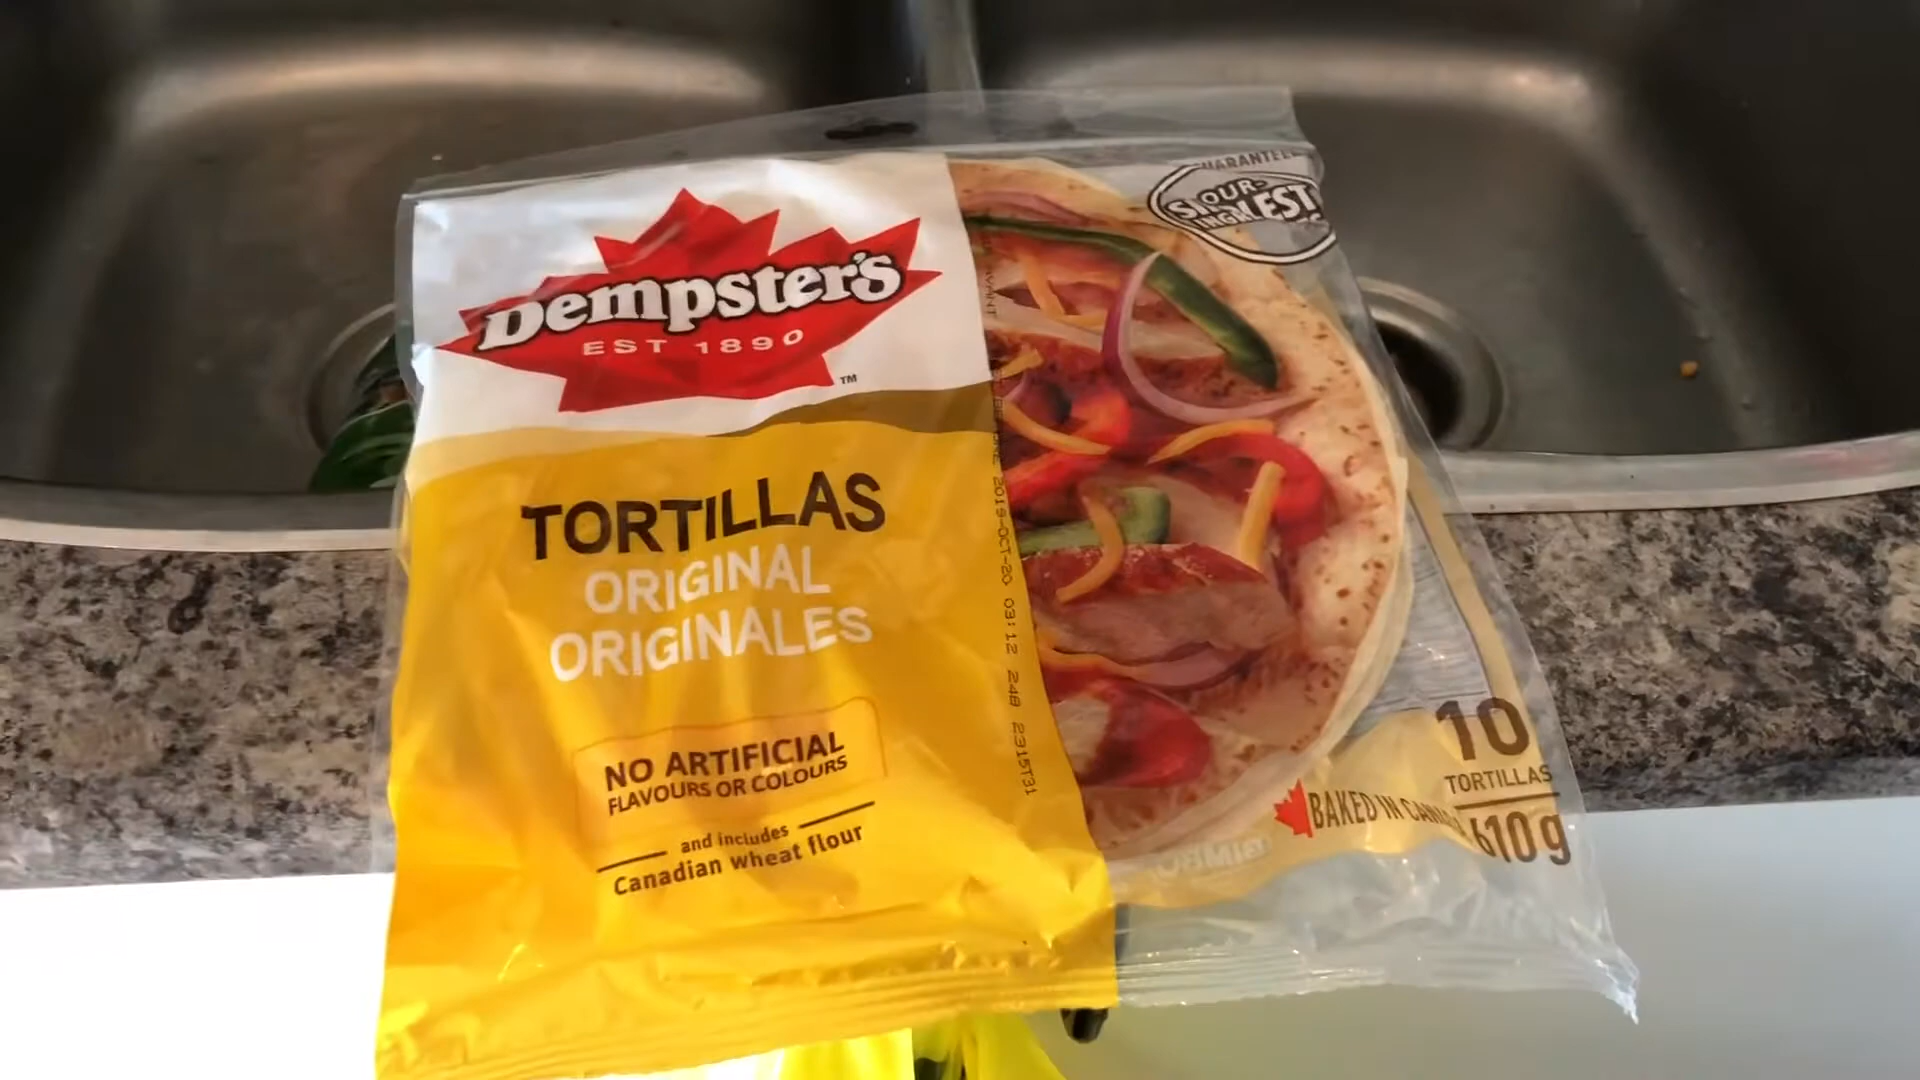 Dempster's
EST 1890
TM
TORTILLAS
ORIGINAL
ORIGINALES
NO ARTIFICIAL
FLAVOURS OR COLOURS
and includes
Canadian wheat flour
2019-OCT-20 03:12 248 2315T31
10
TORTILLAS
610g
BAKED IN CANADA